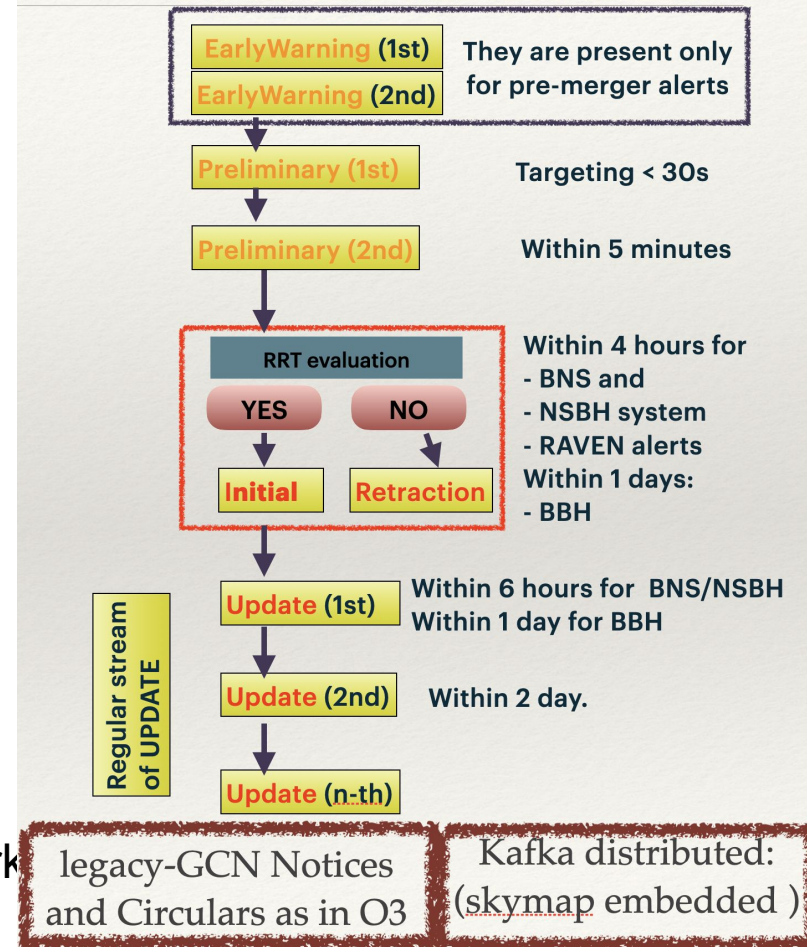 EarlyWarning (1st)
EarlyWarning (2nd)
They are present only
for pre-merger alerts
Preliminary (1st)
Targeting < 30s
Preliminary (2nd)
Within 5 minutes
RRT evaluation
YES
NO
Initial
Retraction
Within 4 hours for
- BNS and
- NSBH system
- RAVEN alerts
Within 1 days:
- BBH
Regular stream
of UPDATE
Update (1st)
Within 6 hours for BNS/NSBH
Within 1 day for BBH
Update (2nd)
Within 2 day.
Update (n-th)
legacy-GCN Notices
and Circulars as in O3
Kafka distributed:
(skymap embedded )